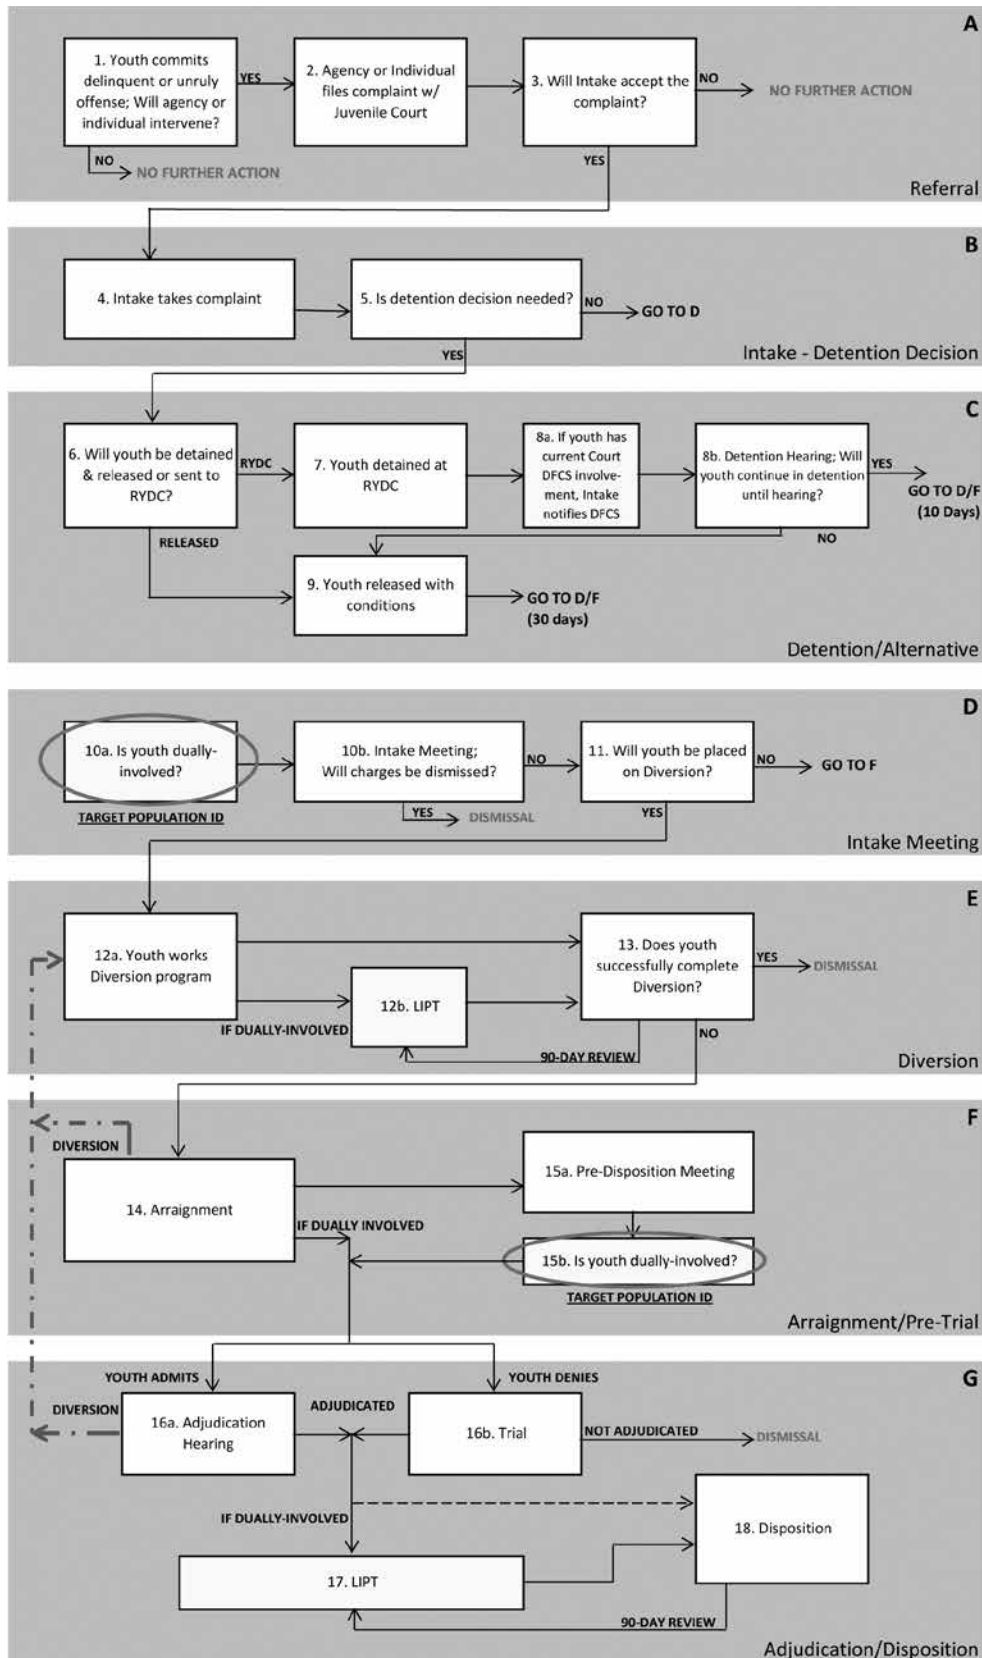 A
1. Youth commits
delinquent or unruly
offense; Will agency or
individual intervene?
YES
2. Agency or Individual
files complaint w/
Juvenile Court
3. Will Intake accept the
complaint?
NO
NO FURTHER ACTION
NO
NO FURTHER ACTION
YES
Referral
B
4. Intake takes complaint
5. Is detention decision needed?
NO
GO TO D
YES
Intake - Detention Decision
C
6. Will youth be detained
& released or sent to
RYDC?
RYDC
7. Youth detained at
RYDC
8a. If youth has
current Court
DFCS involve-
ment, Intake
notifies DFCS
8b. Detention Hearing; Will
youth continue in detention
until hearing?
YES
GO TO D/F
(10 Days)
RELEASED
NO
9. Youth released with
conditions
GO TO D/F
(30 days)
Detention/Alternative
D
10a. Is youth dually-
involved?
TARGET POPULATION ID
10b. Intake Meeting;
Will charges be dismissed?
NO
11. Will youth be placed
on Diversion?
NO
GO TO F
YES
DISMISSAL
YES
Intake Meeting
E
12a. Youth works
Diversion program
IF DUALLY-INVOLVED
12b. LIPT
13. Does youth
successfully complete
Diversion?
YES
DISMISSAL
NO
90-DAY REVIEW
Diversion
F
DIVERSION
14. Arraignment
IF DUALLY INVOLVED
15a. Pre-Disposition Meeting
15b. Is youth dually-involved?
TARGET POPULATION ID
Arraignment/Pre-Trial
G
YOUTH ADMITS
YOUTH DENIES
DIVERSION
16a. Adjudication
Hearing
ADJUDICATED
16b. Trial
NOT ADJUDICATED
DISMISSAL
IF DUALLY-INVOLVED
18. Disposition
17. LIPT
90-DAY REVIEW
Adjudication/Disposition